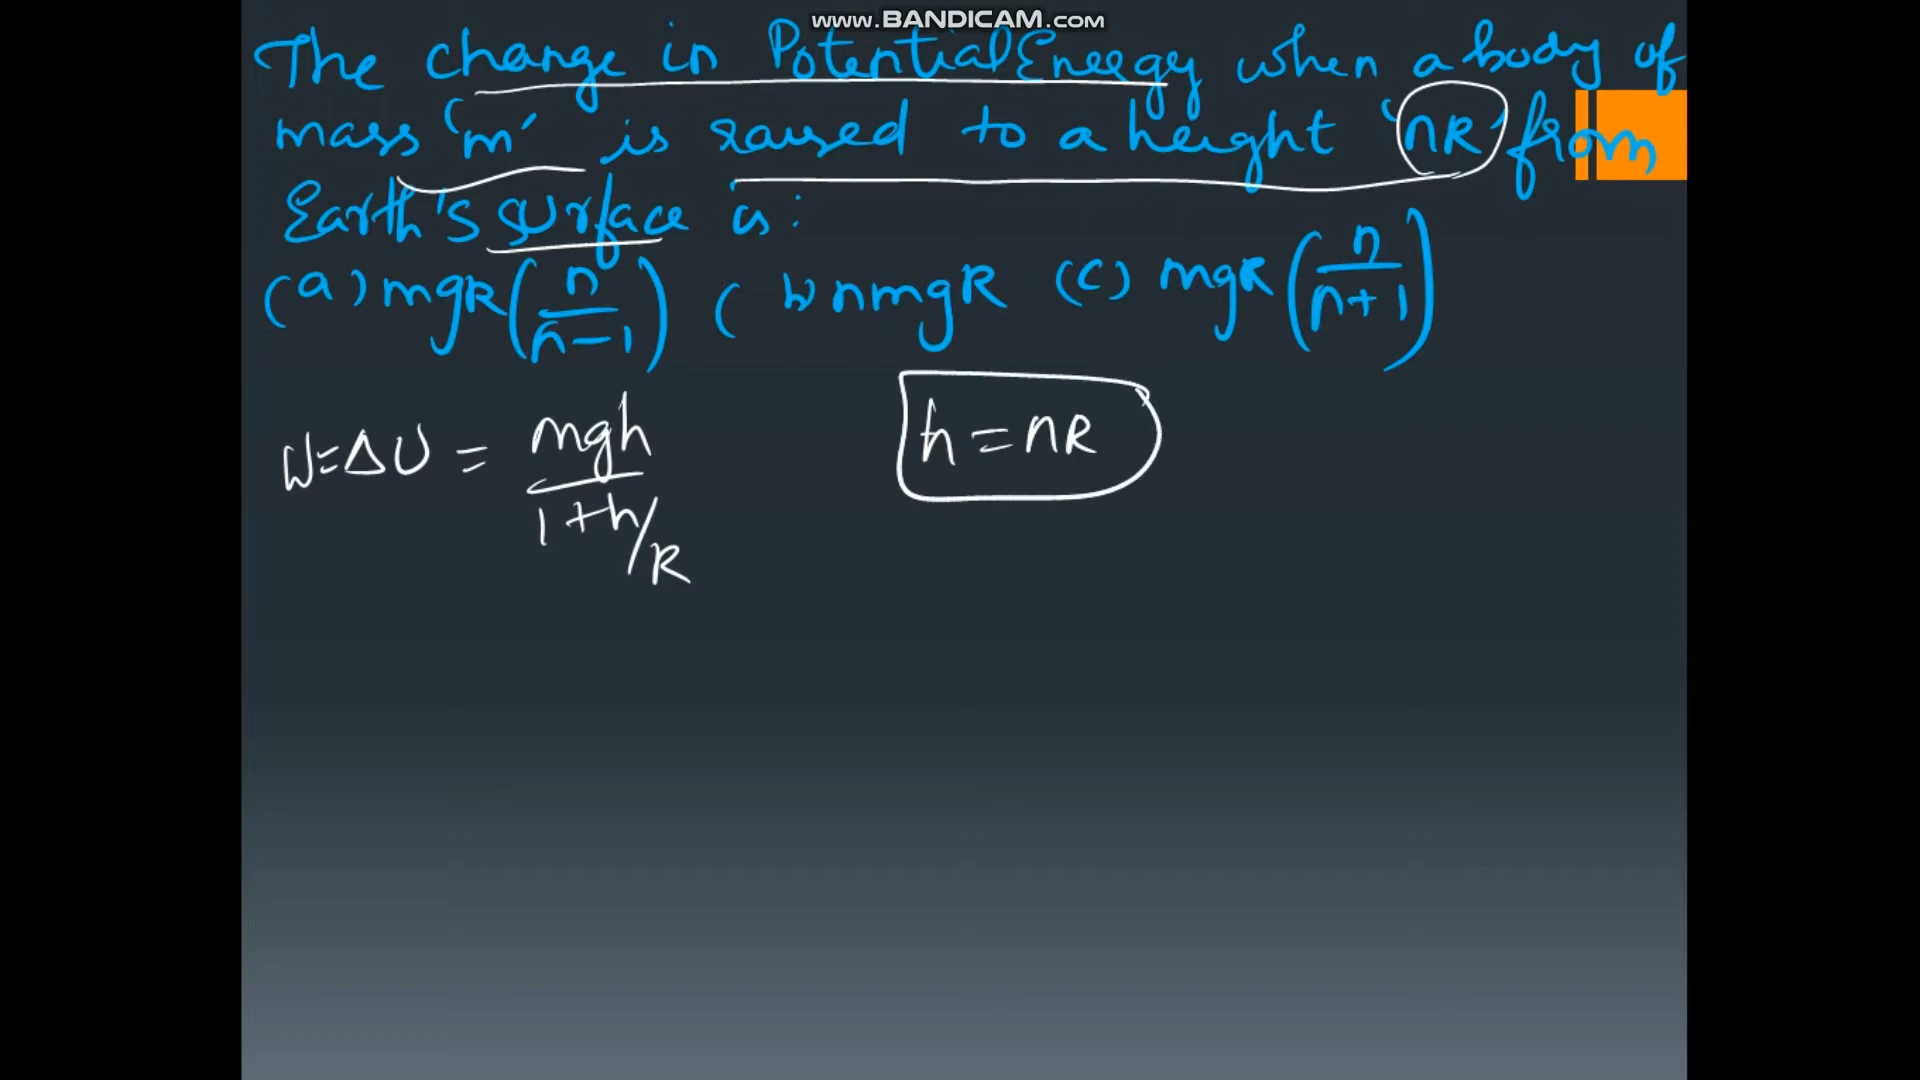 www.BANDICAM.com
The change in Potential Energy when a body of
mass 'm' is raised to a height 'nR' from
Earth's surface is:
(a) mgR(n/n-1) (b) nmgR (c) mgR(n/n+1)
W=ΔU = mgh/1+h/R h=nR